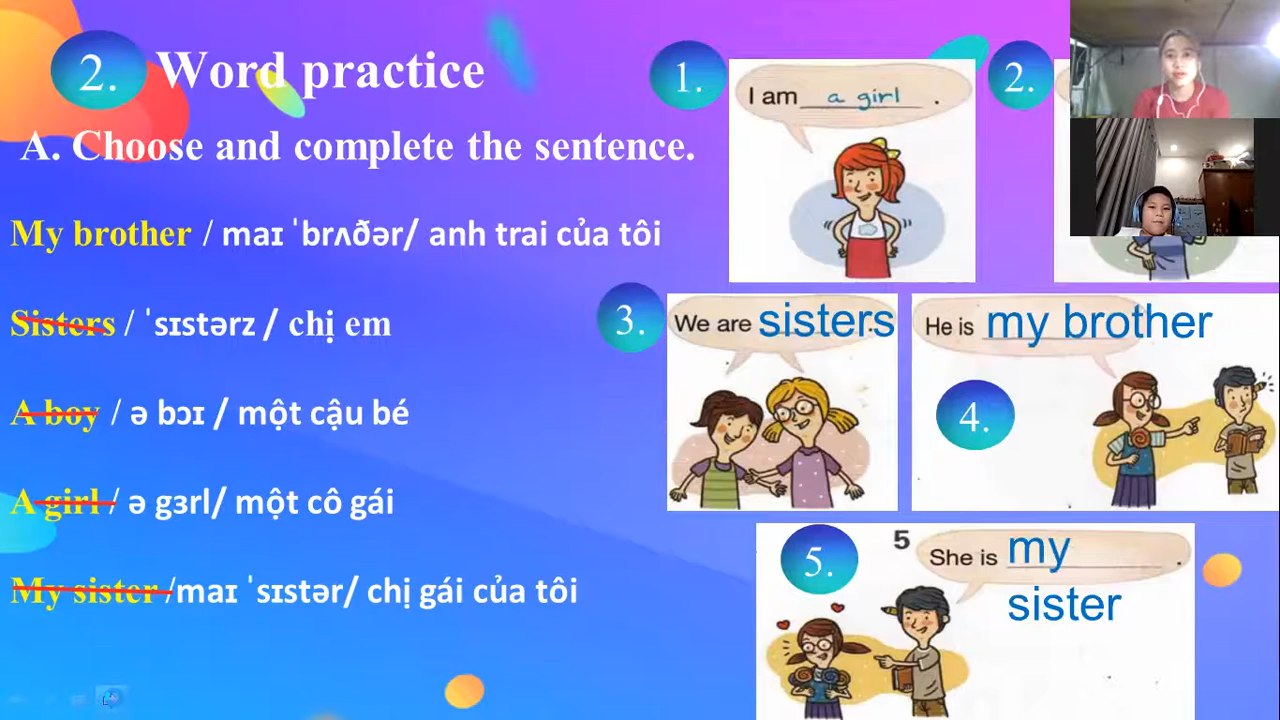 2. Word practice
A. Choose and complete the sentence.
My brother / maɪ ˈbrʌðər/ anh trai của tôi
Sisters / ˈsɪstərz / chị em
A boy / ə bɔɪ / một cậu bé
A girl / ə gɜrl/ một cô gái
My sister /maɪ ˈsɪstər/ chị gái của tôi
1.
I am a girl .
2.
3.
We are sisters .
He is my brother
4.
5.
5
She is my
sister .